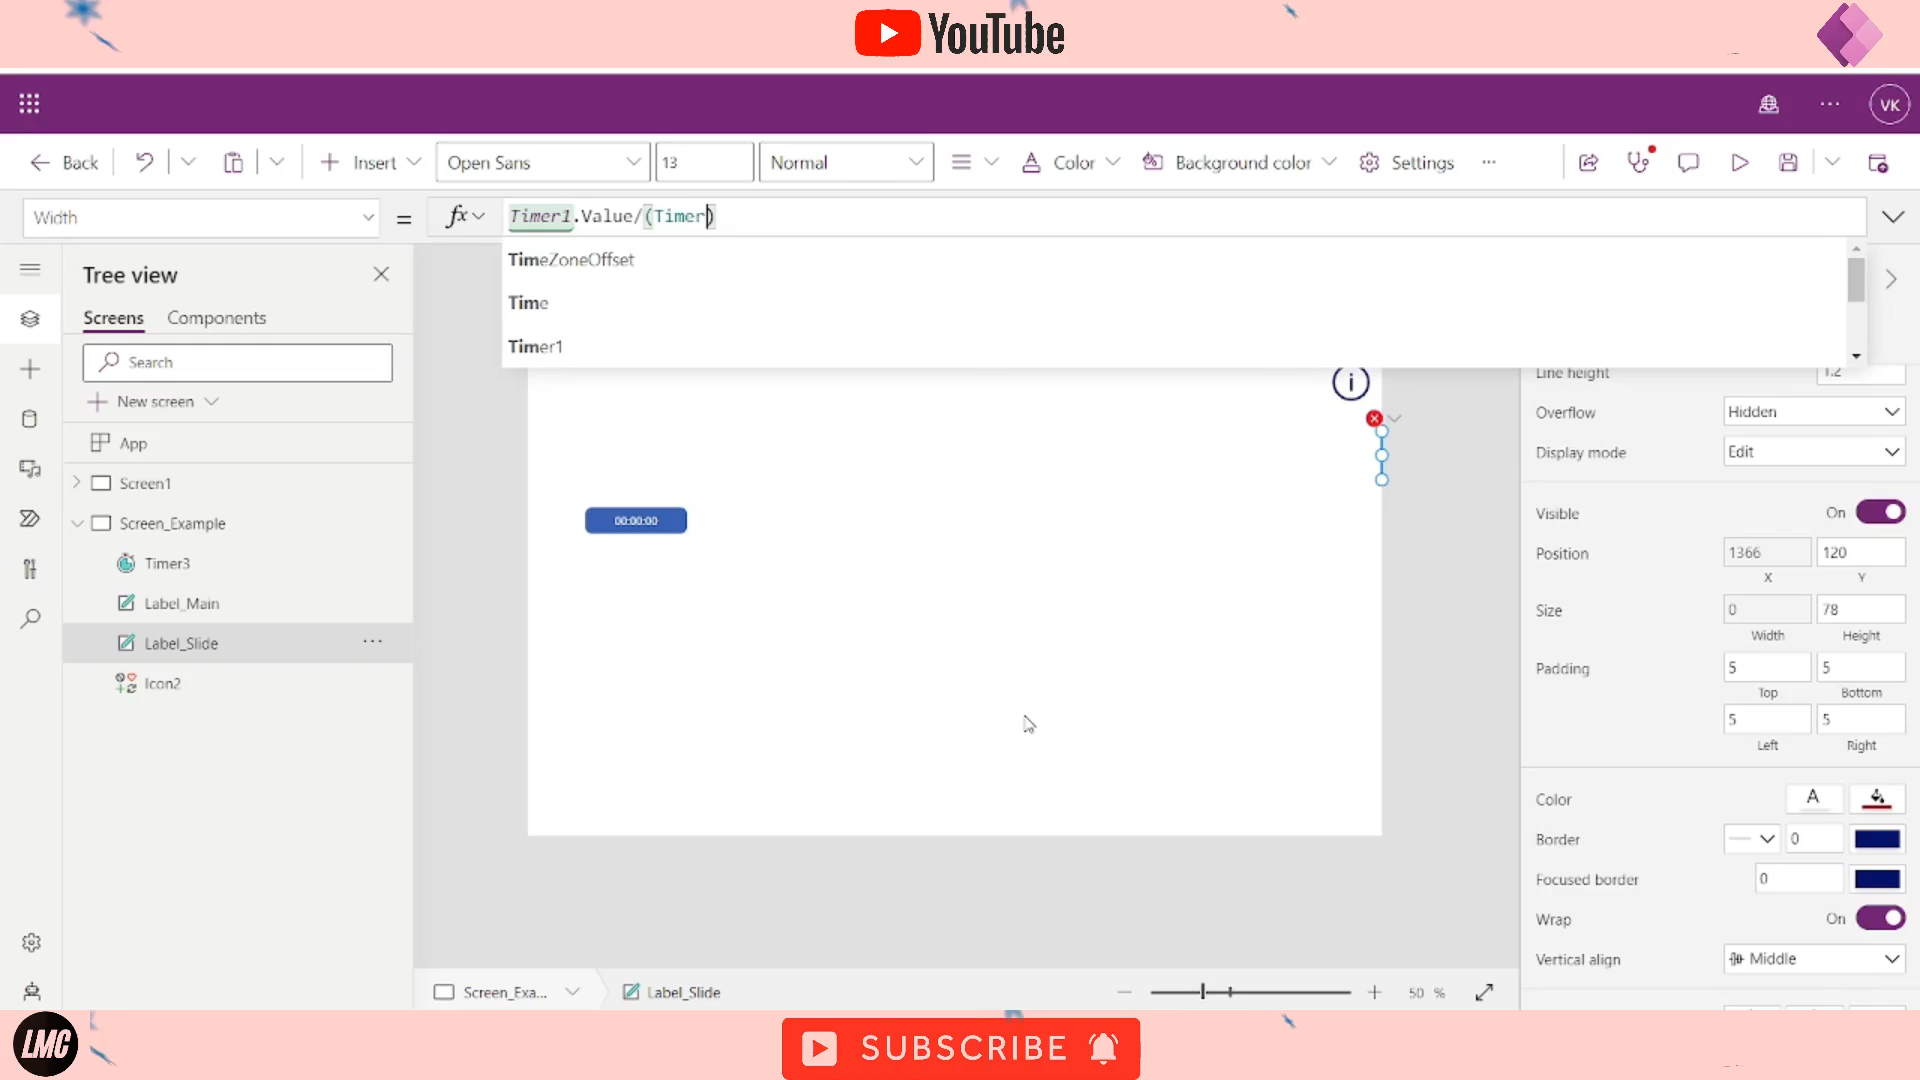 YouTube
VK
Back
Insert
Open Sans
13
Normal
Color
Background color
Settings
Width
=
fx
Timer1.Value/(Timer)
TimeZoneOffset
Time
Timer1
Tree view
Screens
Components
Search
New screen
App
Screen1
Screen_Example
Timer3
Label_Main
Label_Slide
Icon2
00:00:00
Line height
1.2
Overflow
Hidden
Display mode
Edit
Visible
On
Position
1366
120
X
Y
Size
0
78
Width
Height
Padding
5
5
Top
Bottom
5
5
Left
Right
Color
A
Border
0
Focused border
0
Wrap
On
Vertical align
Middle
Screen_Exa...
Label_Slide
50 %
LMC
SUBSCRIBE